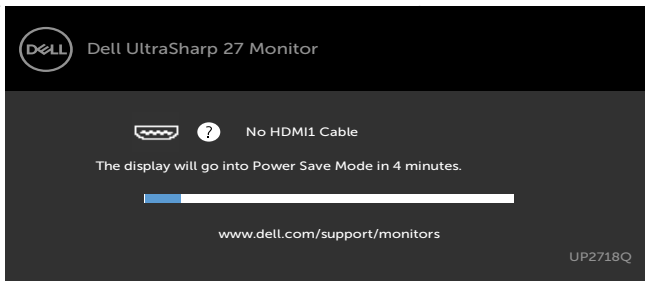 DELL Dell UltraSharp 27 Monitor
? No HDMI1 Cable
The display will go into Power Save Mode in 4 minutes.
www.dell.com/support/monitors
UP2718Q